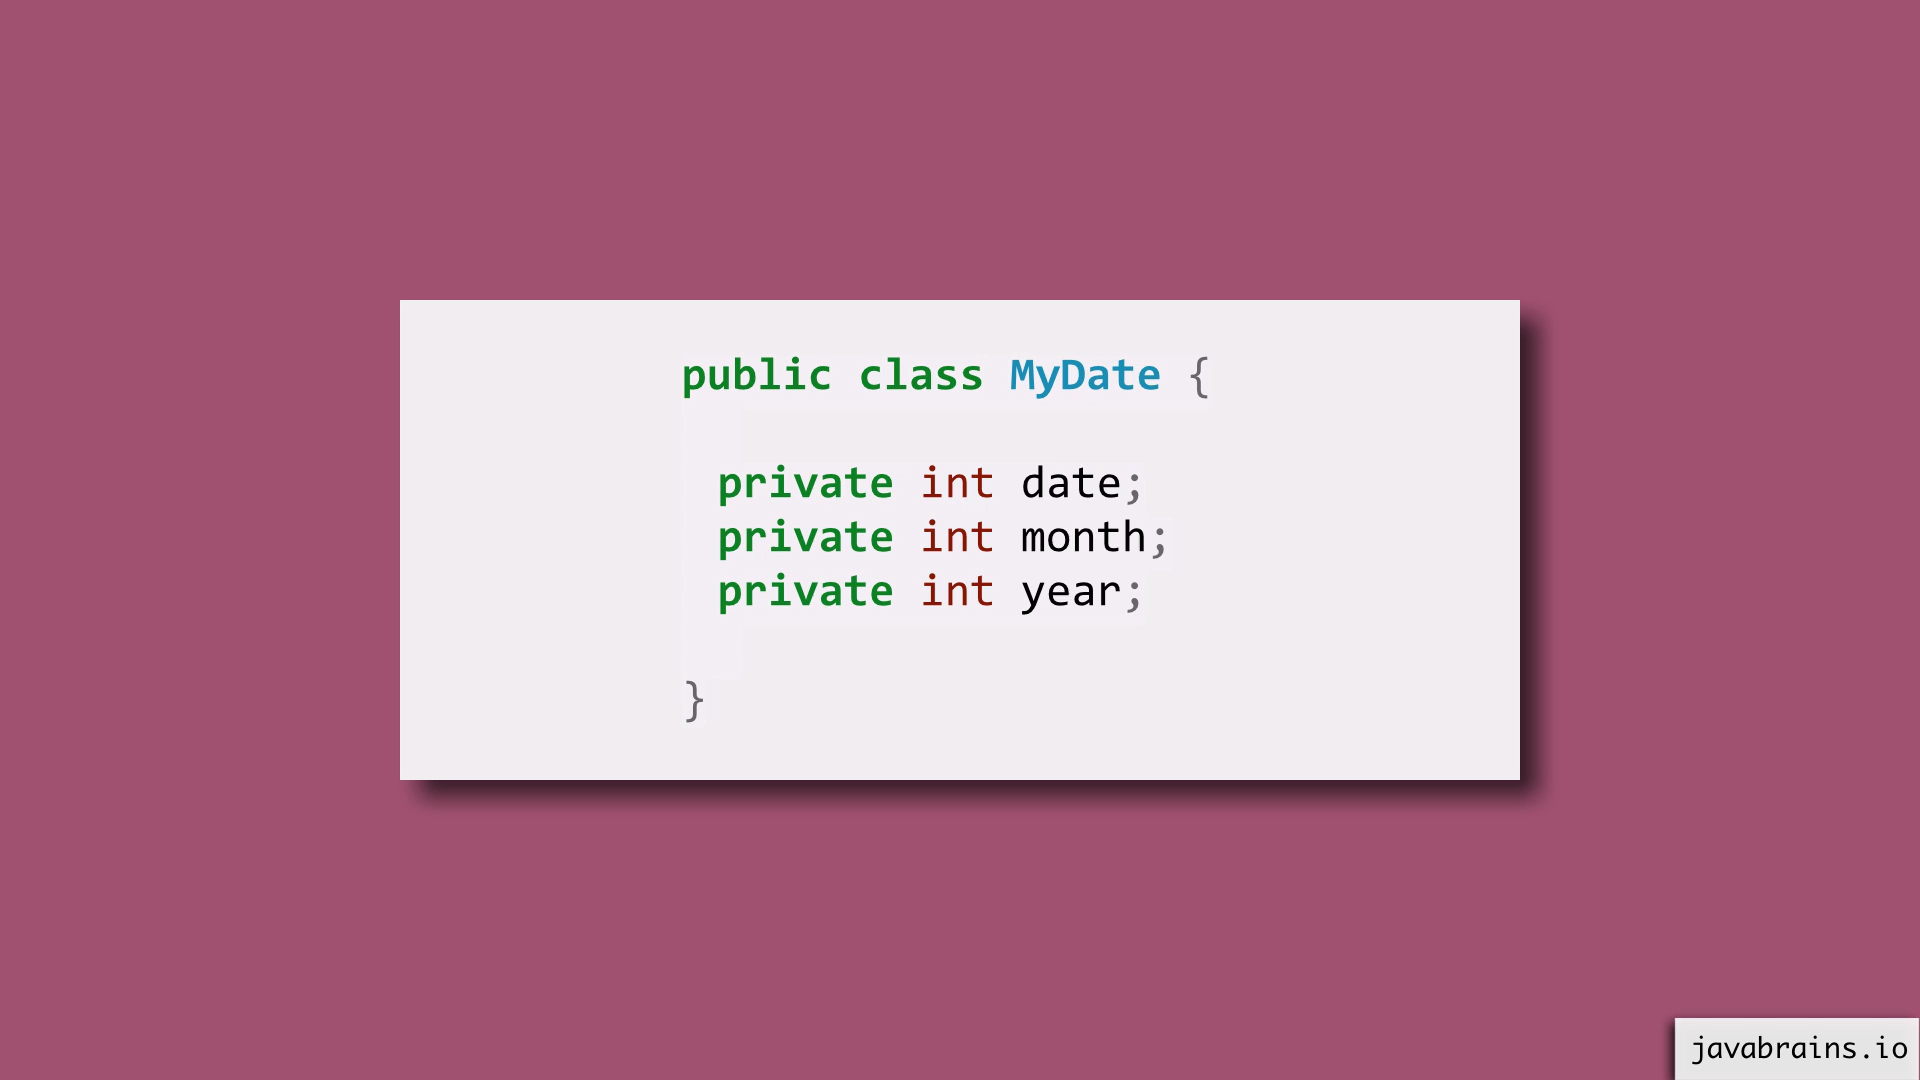 public class MyDate {
private int date;
private int month;
private int year;
}
javabrains.io